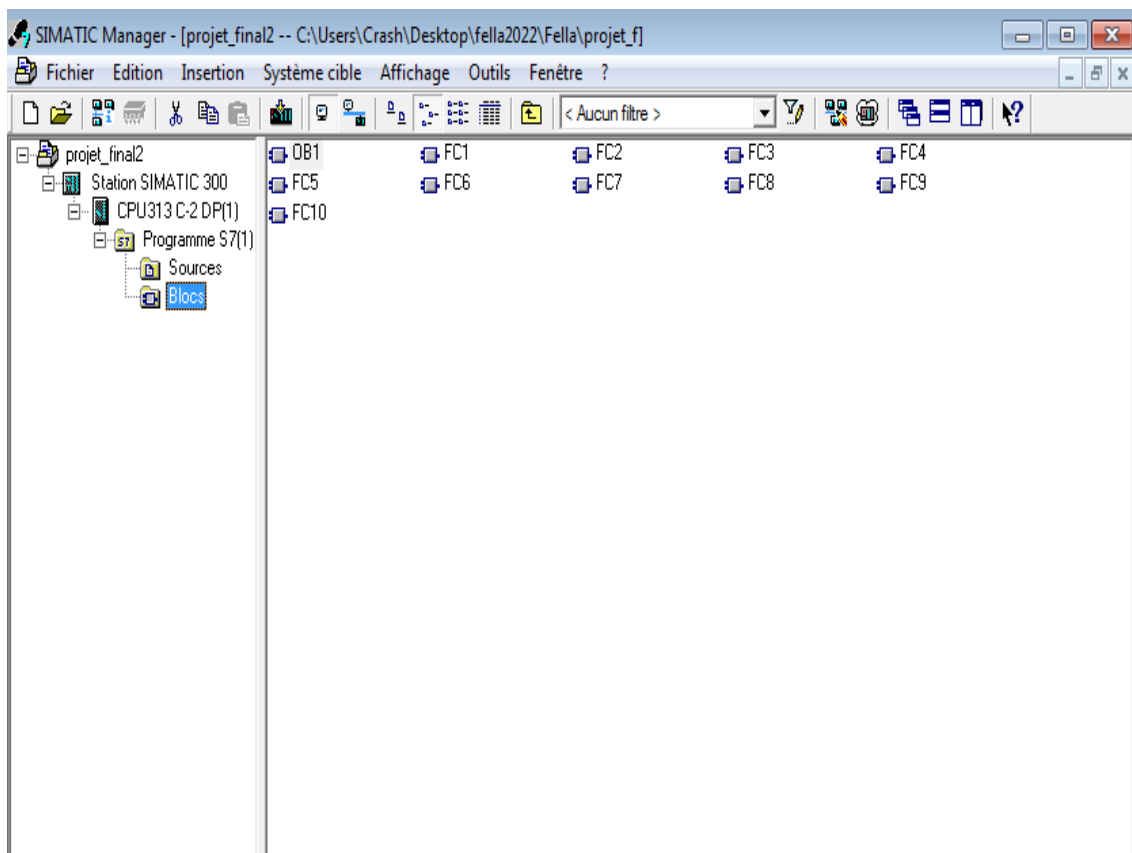 SIMATIC Manager - [projet_final2 -- C:\Users\Crash\Desktop\fella2022\Fella\projet_f]
Fichier Edition Insertion Système cible Affichage Outils Fenêtre ?
< Aucun filtre >
projet_final2
Station SIMATIC 300
CPU313 C-2 DP(1)
Programme S7(1)
Sources
Blocs
OB1 FC1 FC2 FC3 FC4
FC5 FC6 FC7 FC8 FC9
FC10